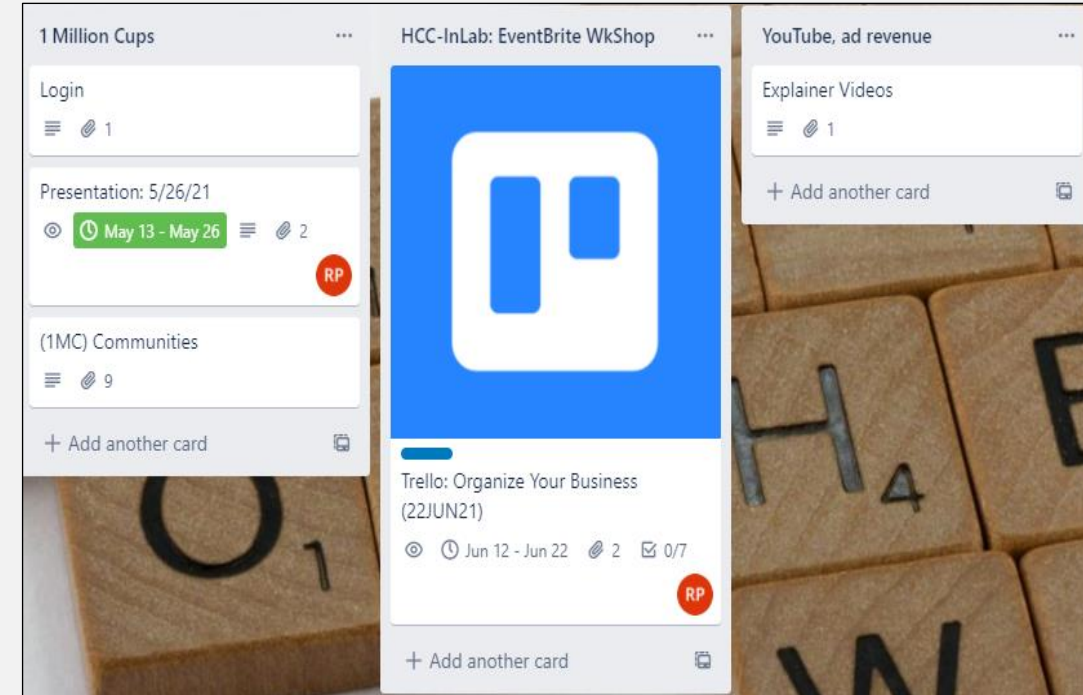 1 Million Cups
Login
1
Presentation: 5/26/21
May 13 - May 26
2
RP
(1MC) Communities
9
+ Add another card
HCC-InLab: EventBrite WkShop
Trello: Organize Your Business
(22JUN21)
Jun 12 - Jun 22
2
0/7
RP
+ Add another card
YouTube, ad revenue
Explainer Videos
1
+ Add another card
O1
H4
W